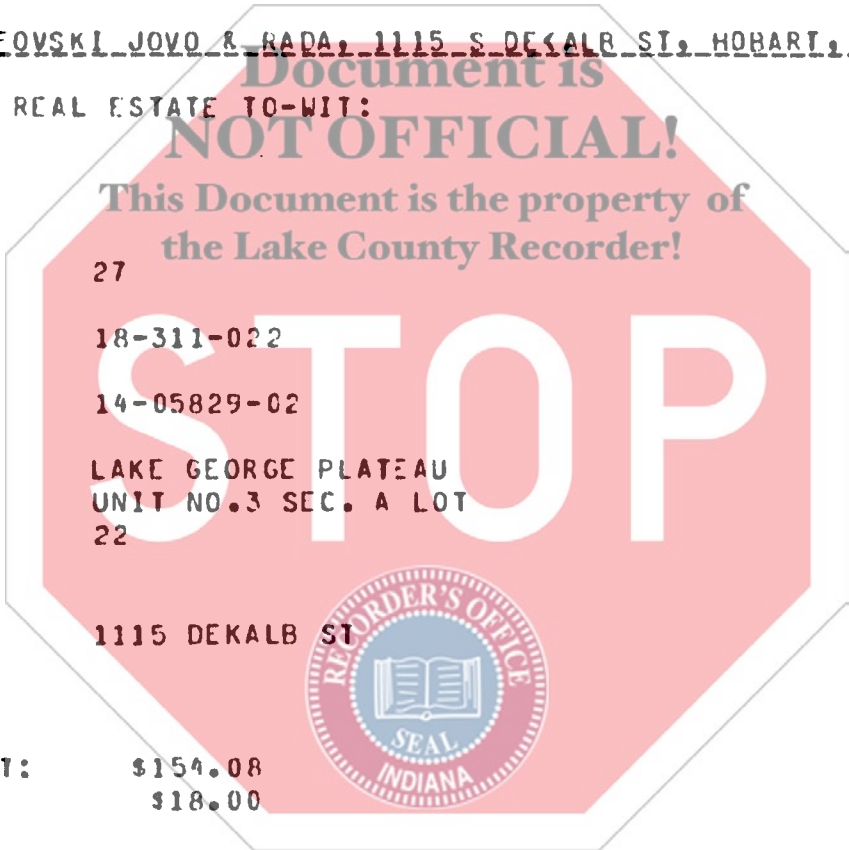 EOVSKI JOVO & RADA, 1115 S DEKALB ST, HOBART,
Document is
REAL ESTATE TO-WIT:
NOT OFFICIAL!
This Document is the property of
the Lake County Recorder!
27
18-311-022
STOP
14-05829-02
LAKE GEORGE PLATEAU
UNIT NO.3 SEC. A LOT
22
RECORDER'S OFFICE
1115 DEKALB ST
SEAL
INDIANA
T: $154.08
$18.00